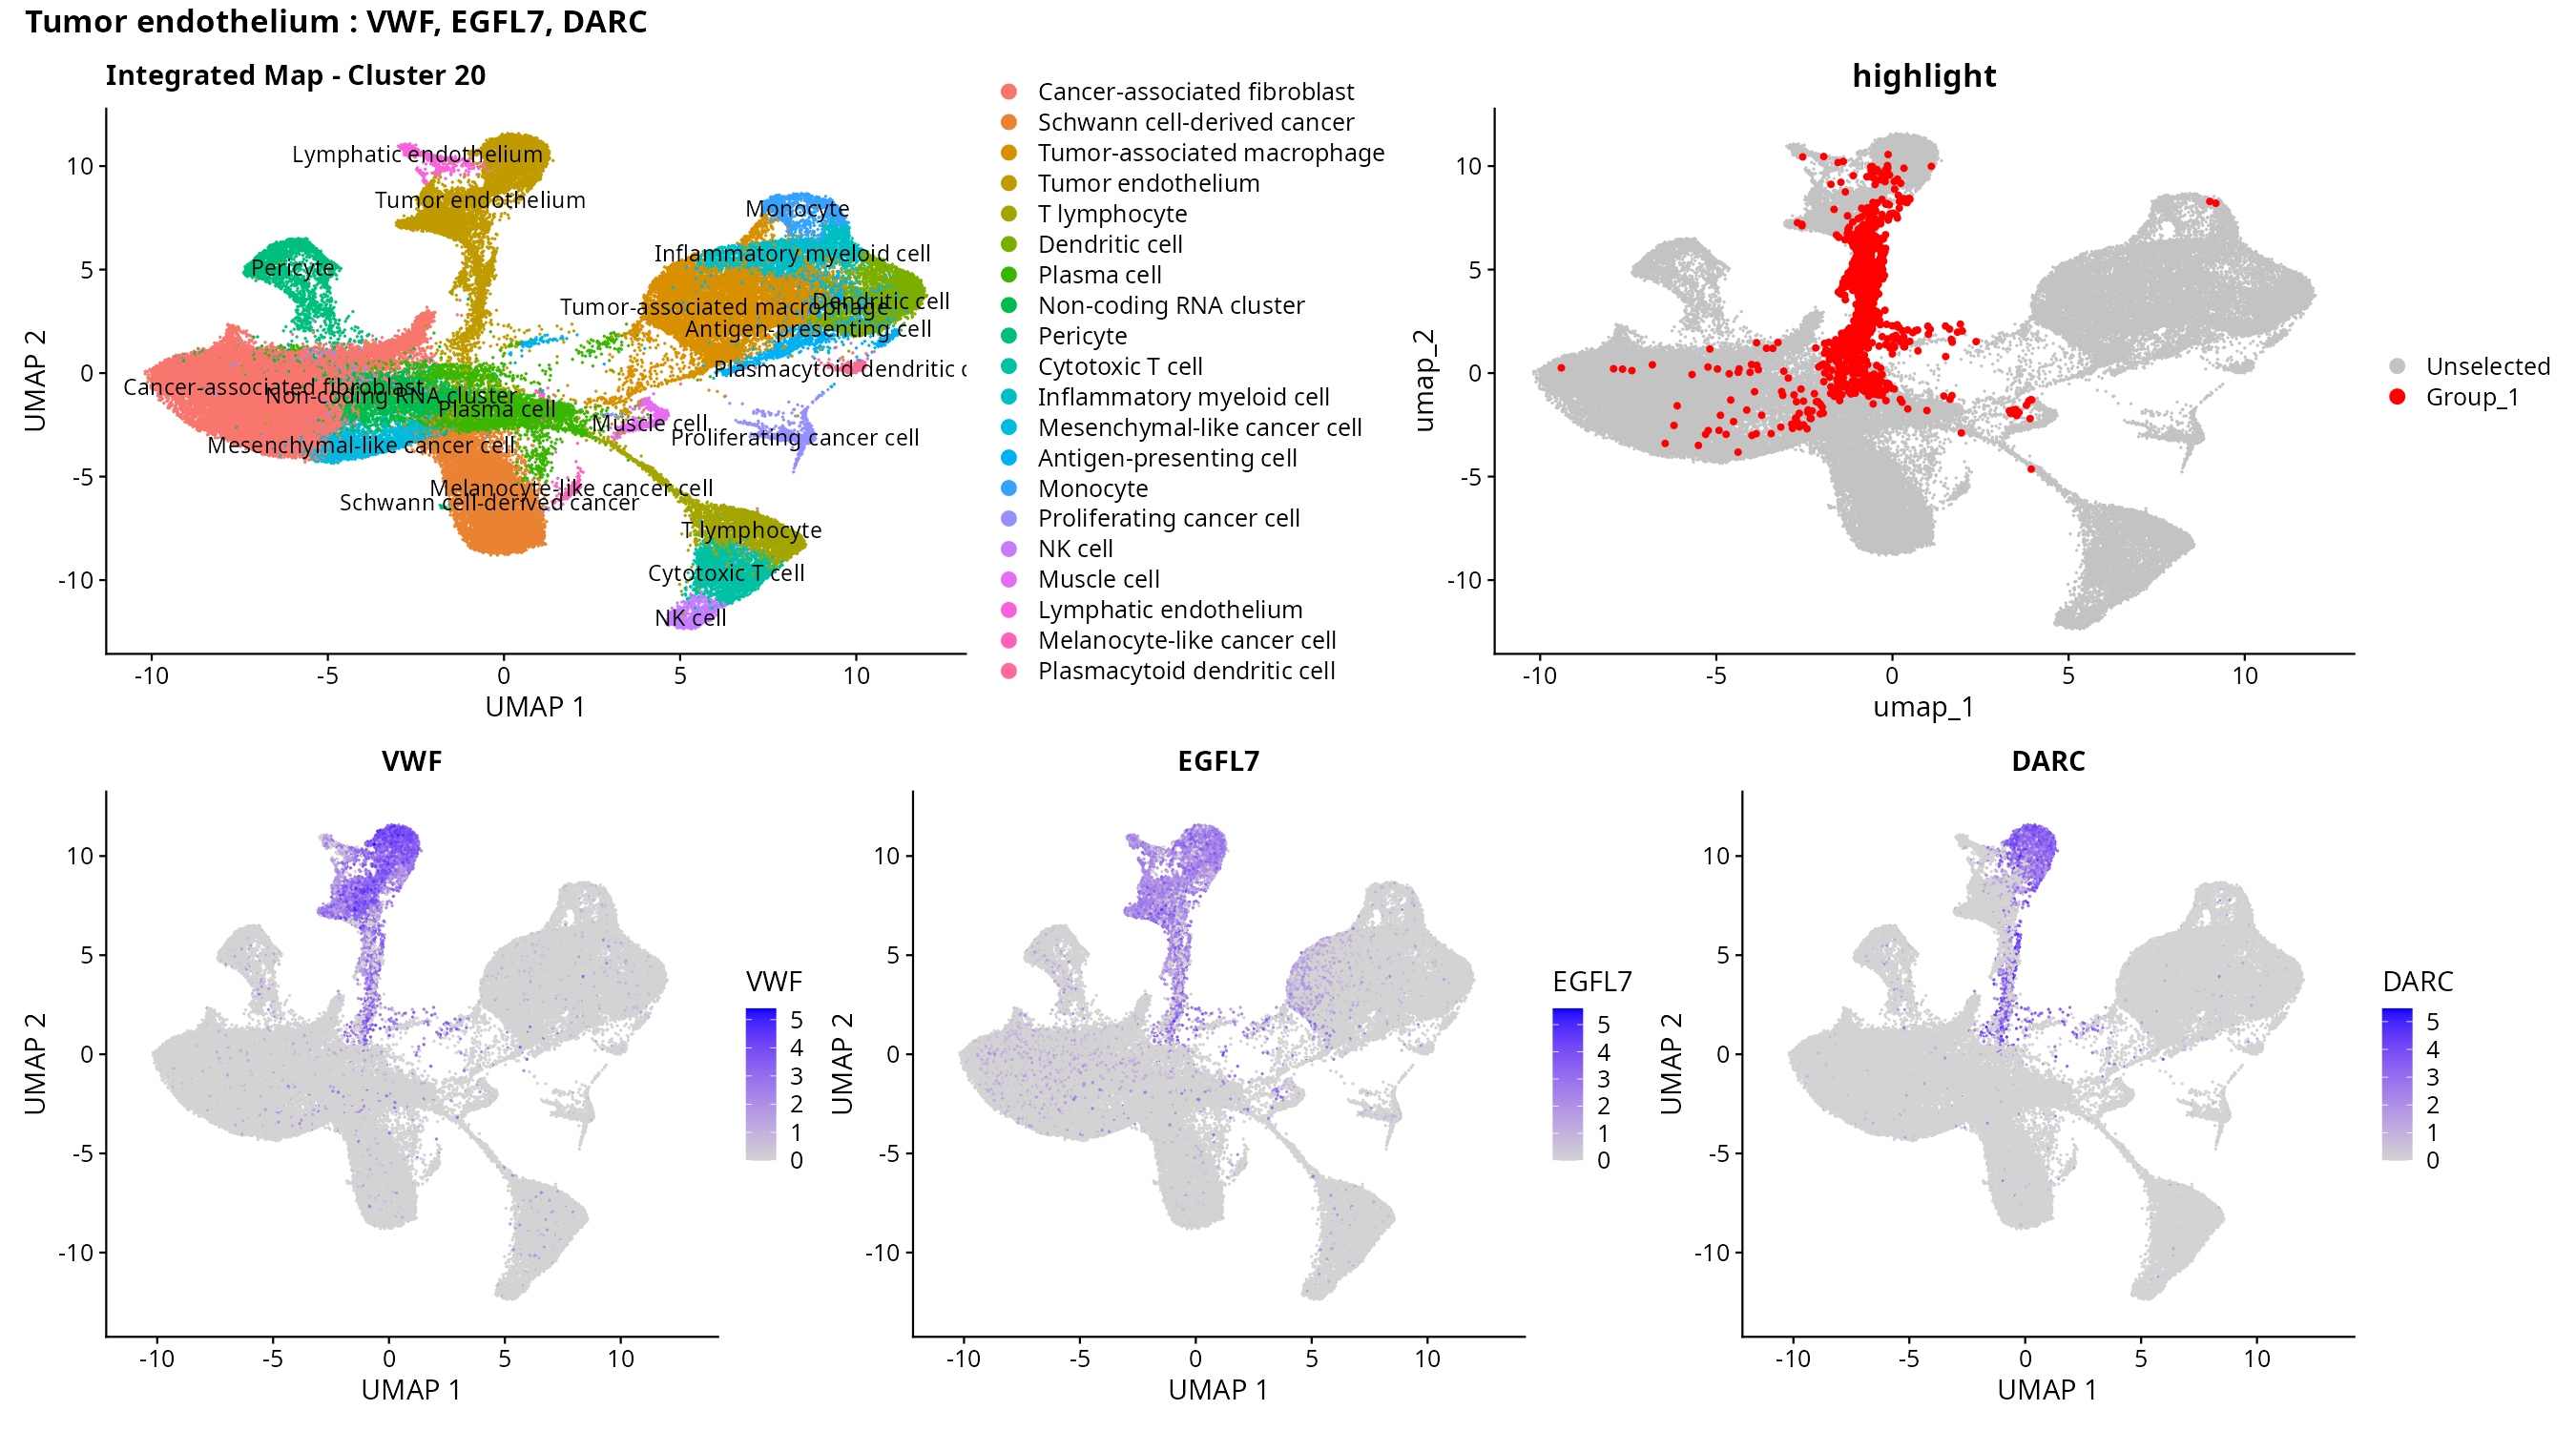 Tumor endothelium : VWF, EGFL7, DARC
Integrated Map - Cluster 20
UMAP 2
10
5
0
-5
-10
Lymphatic endothelium
Tumor endothelium
Monocyte
Inflammatory myeloid cell
Pericyte
Dendritic cell
Tumor-associated macrophage
Antigen-presenting cell
Plasmacytoid dendritic c
Cancer-associated fibroblast
Non-coding RNA cluster
Plasma cell
Muscle cell
Proliferating cancer cell
Mesenchymal-like cancer cell
Melanocyte-like cancer cell
Schwann cell-derived cancer
T lymphocyte
Cytotoxic T cell
NK cell
-10
-5
0
5
10
UMAP 1
Cancer-associated fibroblast
Schwann cell-derived cancer
Tumor-associated macrophage
Tumor endothelium
T lymphocyte
Dendritic cell
Plasma cell
Non-coding RNA cluster
Pericyte
Cytotoxic T cell
Inflammatory myeloid cell
Mesenchymal-like cancer cell
Antigen-presenting cell
Monocyte
Proliferating cancer cell
NK cell
Muscle cell
Lymphatic endothelium
Melanocyte-like cancer cell
Plasmacytoid dendritic cell
highlight
umap_2
10
5
0
-5
-10
-10
-5
0
5
10
umap_1
Unselected
Group_1
VWF
UMAP 2
10
5
0
-5
-10
-10
-5
0
5
10
UMAP 1
VWF
5
4
3
2
1
0
EGFL7
UMAP 2
10
5
0
-5
-10
-10
-5
0
5
10
UMAP 1
EGFL7
5
4
3
2
1
0
DARC
UMAP 2
10
5
0
-5
-10
-10
-5
0
5
10
UMAP 1
DARC
5
4
3
2
1
0